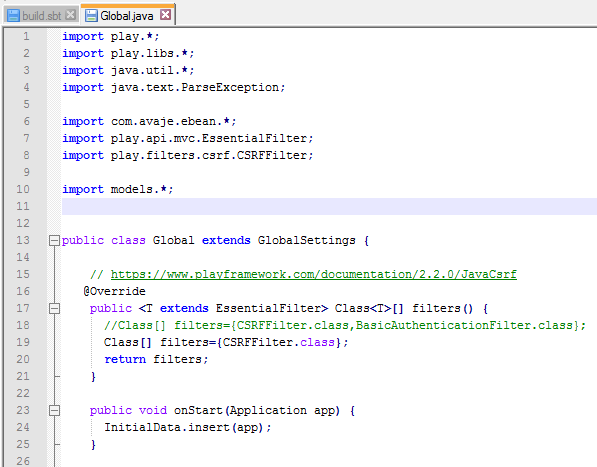 build.sbt Global.java
1 import play.*;
2 import play.libs.*;
3 import java.util.*;
4 import java.text.ParseException;
5
6 import com.avaje.ebean.*;
7 import play.api.mvc.EssentialFilter;
8 import play.filters.csrf.CSRFFilter;
9
10 import models.*;
11
12
13 public class Global extends GlobalSettings {
14
15 // https://www.playframework.com/documentation/2.2.0/JavaCsrf
16 @Override
17 public <T extends EssentialFilter> Class<T>[] filters() {
18 //Class[] filters={CSRFFilter.class,BasicAuthenticationFilter.class};
19 Class[] filters={CSRFFilter.class};
20 return filters;
21 }
22
23 public void onStart(Application app) {
24 InitialData.insert(app);
25 }
26